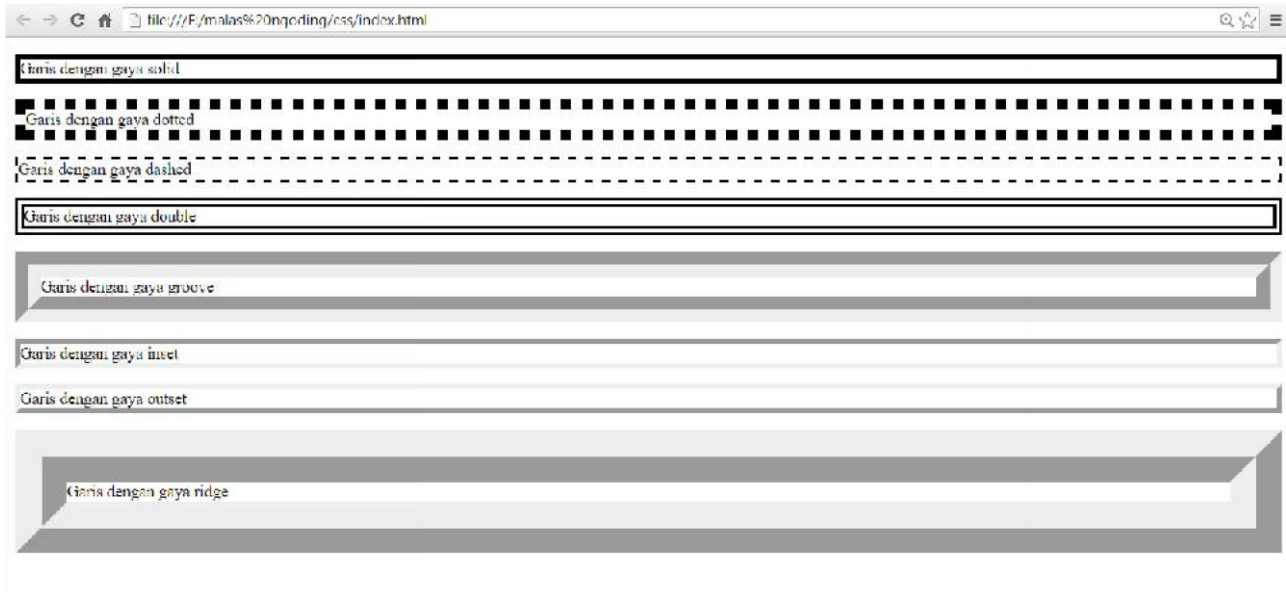 file:///F:/malas%20ngoding/css/index.html
Garis dengan gaya solid
Garis dengan gaya dotted
Garis dengan gaya dashed
Garis dengan gaya double
Garis dengan gaya groove
Garis dengan gaya inset
Garis dengan gaya outset
Garis dengan gaya ridge